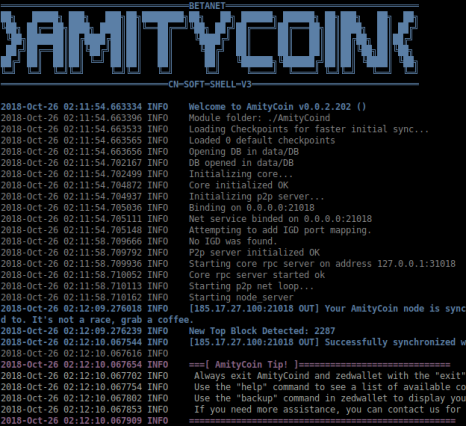 BETANET
AMITYCOIN
CN-SOFT-SHELL-V3
2018-Oct-26 02:11:54.663334 INFO Welcome to AmityCoin v0.0.2.202 ()
2018-Oct-26 02:11:54.663396 INFO Module folder: ./AmityCoind
2018-Oct-26 02:11:54.663533 INFO Loading Checkpoints for faster initial sync...
2018-Oct-26 02:11:54.663565 INFO Loaded 0 default checkpoints
2018-Oct-26 02:11:54.663656 INFO Opening DB in data/DB
2018-Oct-26 02:11:54.702167 INFO DB opened in data/DB
2018-Oct-26 02:11:54.702499 INFO Initializing core...
2018-Oct-26 02:11:54.704872 INFO Core initialized OK
2018-Oct-26 02:11:54.704937 INFO Initializing p2p server...
2018-Oct-26 02:11:54.705036 INFO Binding on 0.0.0.0:21018
2018-Oct-26 02:11:54.705111 INFO Net service binded on 0.0.0.0:21018
2018-Oct-26 02:11:54.705148 INFO Attempting to add IGD port mapping.
2018-Oct-26 02:11:58.709666 INFO No IGD was found.
2018-Oct-26 02:11:58.709792 INFO P2p server initialized OK
2018-Oct-26 02:11:58.709936 INFO Starting core rpc server on address 127.0.0.1:31018
2018-Oct-26 02:11:58.710052 INFO Core rpc server started ok
2018-Oct-26 02:11:58.710113 INFO Starting p2p net loop...
2018-Oct-26 02:11:58.710162 INFO Starting node_server
2018-Oct-26 02:12:09.276018 INFO [185.17.27.100:21018 OUT] Your AmityCoin node is sync
d to. It's not a race, grab a coffee.
2018-Oct-26 02:12:09.276239 INFO New Top Block Detected: 2287
2018-Oct-26 02:12:10.067544 INFO [185.17.27.100:21018 OUT] Successfully synchronized w
2018-Oct-26 02:12:10.067616 INFO
2018-Oct-26 02:12:10.067654 INFO ===[ AmityCoin Tip! ]=============================
2018-Oct-26 02:12:10.067702 INFO Always exit AmityCoind and zedwallet with the "exit"
2018-Oct-26 02:12:10.067754 INFO Use the "help" command to see a list of available co
2018-Oct-26 02:12:10.067802 INFO Use the "backup" command in zedwallet to display you
2018-Oct-26 02:12:10.067853 INFO If you need more assistance, you can contact us for
2018-Oct-26 02:12:10.067909 INFO ===================================================